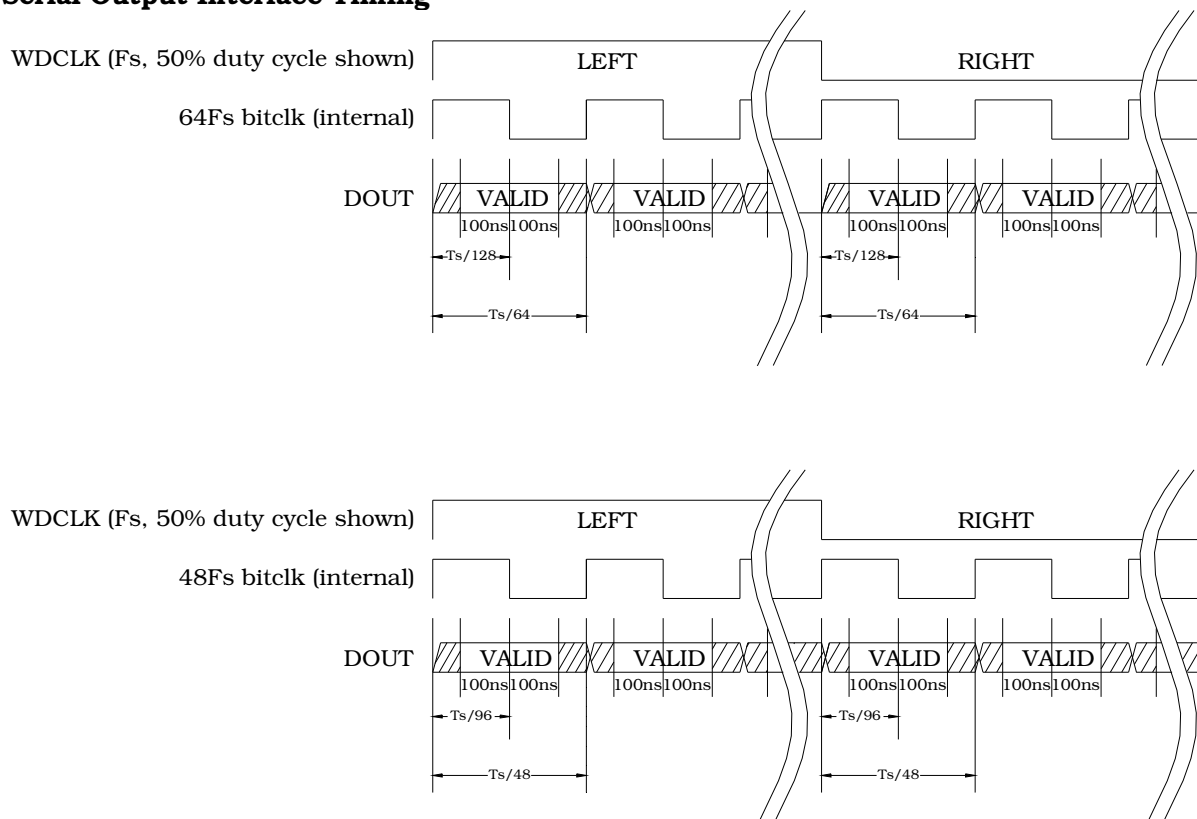 Serial Output Interface Timing
WDCLK (Fs, 50% duty cycle shown) LEFT RIGHT
64Fs bitclk (internal)
DOUT VALID VALID VALID VALID
100ns 100ns 100ns 100ns 100ns 100ns 100ns 100ns
Ts/128 Ts/128
Ts/64 Ts/64
WDCLK (Fs, 50% duty cycle shown) LEFT RIGHT
48Fs bitclk (internal)
DOUT VALID VALID VALID VALID
100ns 100ns 100ns 100ns 100ns 100ns 100ns 100ns
Ts/96 Ts/96
Ts/48 Ts/48